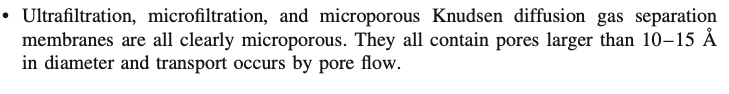 • Ultrafiltration, microfiltration, and microporous Knudsen diffusion gas separation
membranes are all clearly microporous. They all contain pores larger than 10–15 Å
in diameter and transport occurs by pore flow.